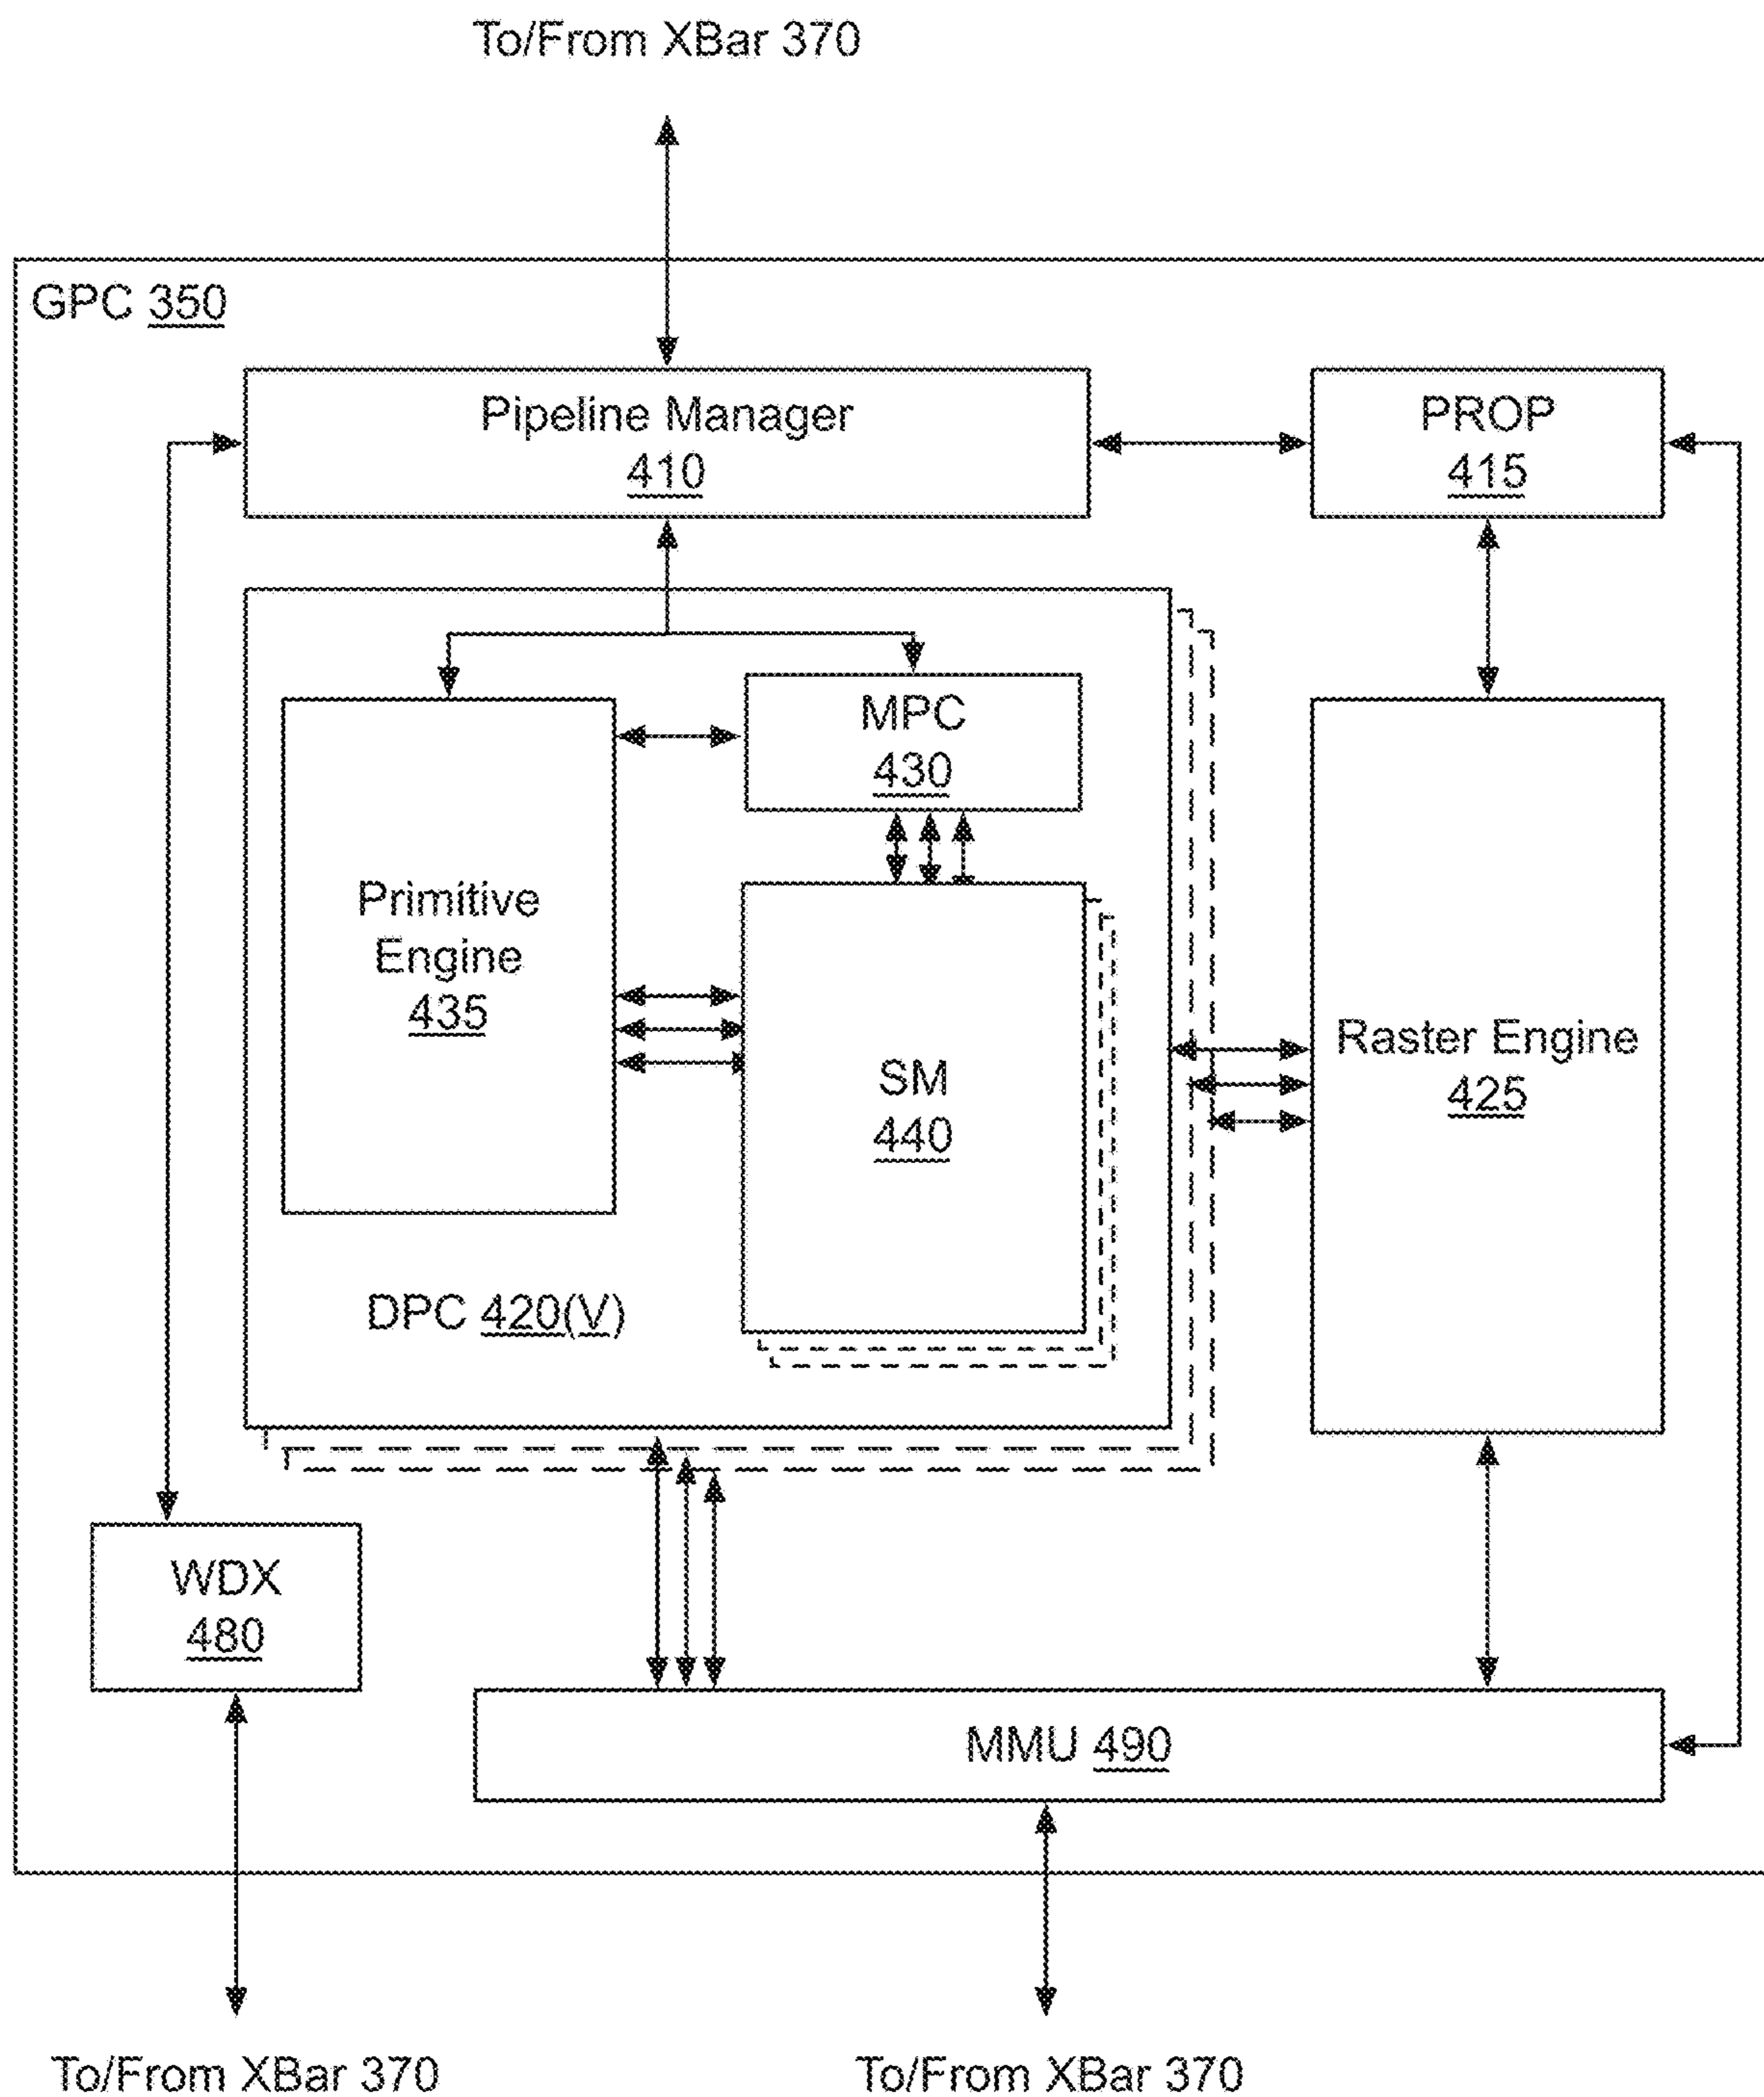 To/From XBar 370
GPC 350
Pipeline Manager
410
PROP
415
MPC
430
Primitive
Engine
435
SM
440
Raster Engine
425
DPC 420(V)
WDX
480
MMU 490
To/From XBar 370
To/From XBar 370